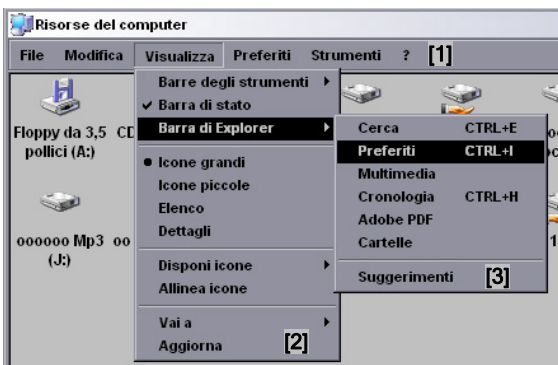 Risorse del computer
File Modifica Visualizza Preferiti Strumenti ? [1]
Barre degli strumenti
Barra di stato
Barra di Explorer
Icone grandi
Icone piccole
Elenco
Dettagli
Disponi icone
Allinea icone
Vai a
Aggiorna [2]
Cerca CTRL+E
Preferiti CTRL+I
Multimedia
Cronologia CTRL+H
Adobe PDF
Cartelle
Suggerimenti [3]
Floppy da 3,5
pollici (A:)
CD
oooooo Mp3
(J:)
oo